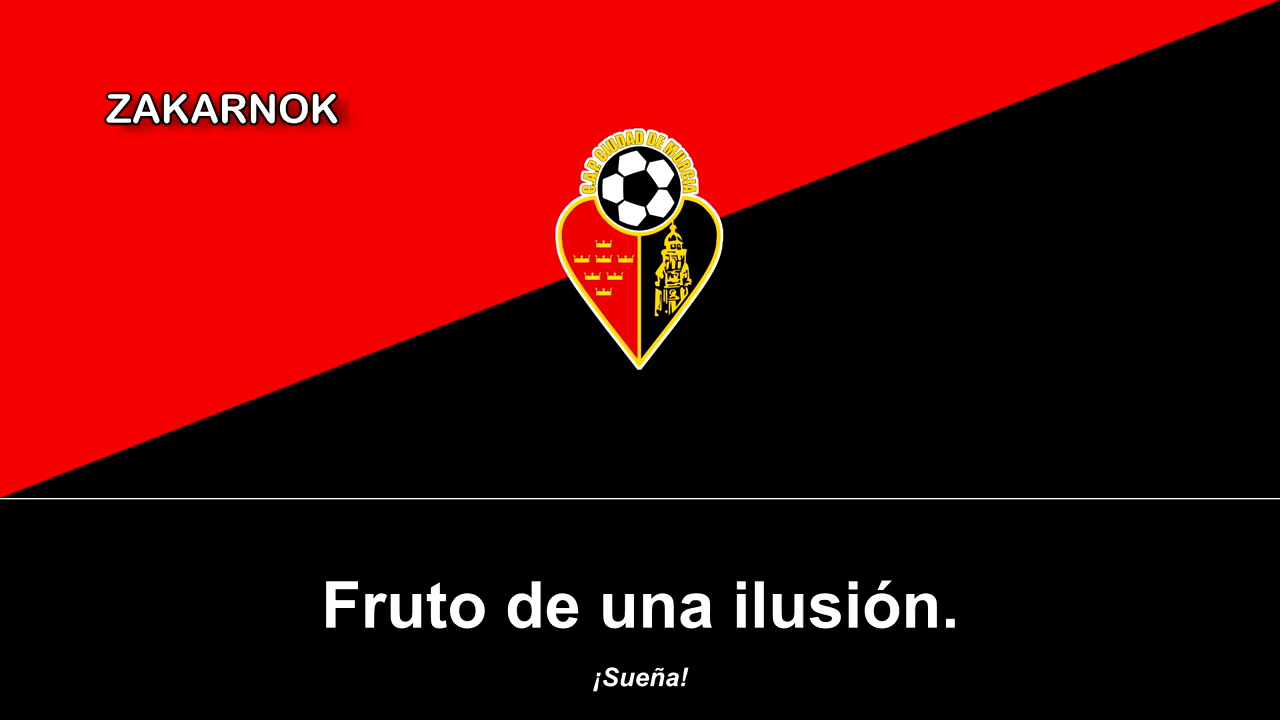 ZAKARNOK
C.A.P. CIUDAD DE MURCIA
Fruto de una ilusión.
¡Sueña!